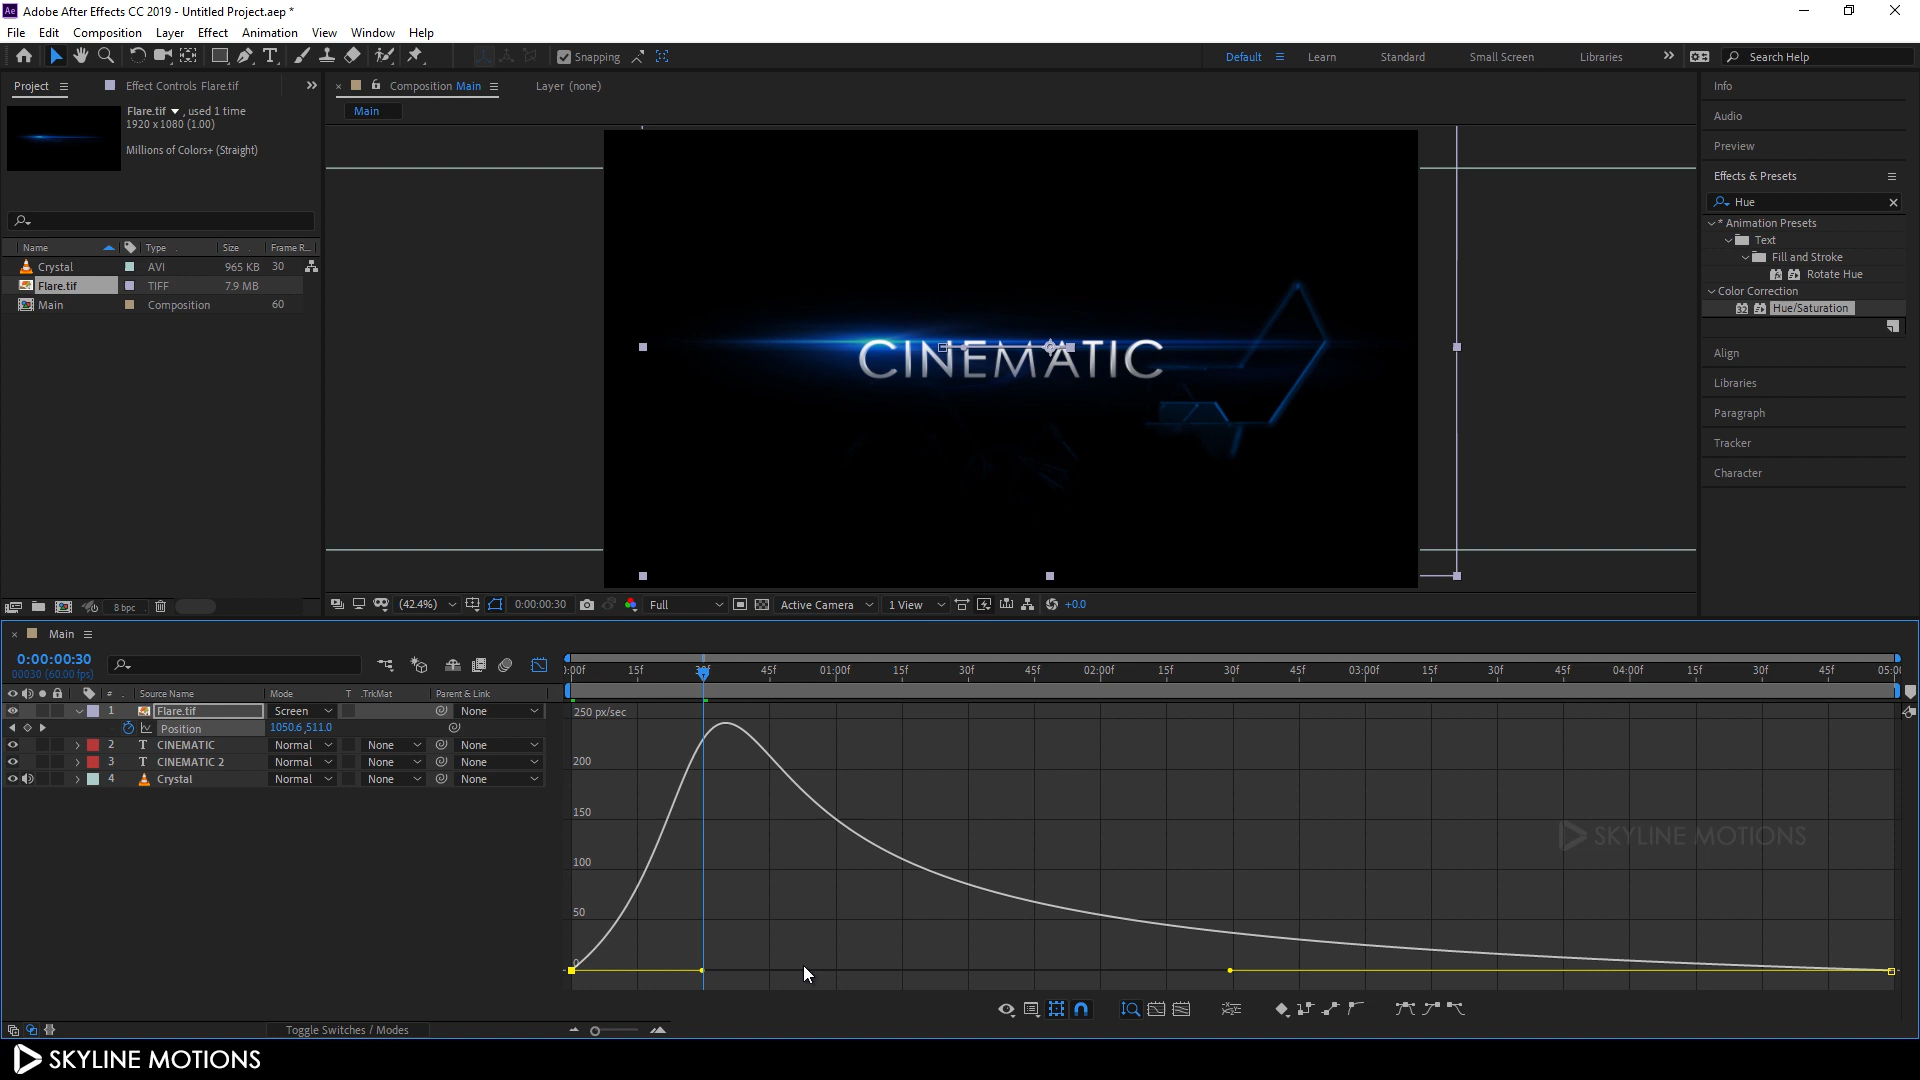 Adobe After Effects CC 2019 - Untitled Project.aep *
File Edit Composition Layer Effect Animation View Window Help
Snapping
Default Learn Standard Small Screen Libraries Search Help
Project Effect Controls Flare.tif
Flare.tif , used 1 time
1920 x 1080 (1.00)
Millions of Colors+ (Straight)
Name Type Size Frame R...
Crystal AVI 965 KB 30
Flare.tif TIFF 7.9 MB
Main Composition 60
8 bpc
Composition Main Layer (none)
Main
CINEMATIC
(42.4%) 0:00:00:30 Full Active Camera 1 View +0.0
Info
Audio
Preview
Effects & Presets
Hue
* Animation Presets
Text
Fill and Stroke
Rotate Hue
Color Correction
32 Hue/Saturation
Align
Libraries
Paragraph
Tracker
Character
Main
0:00:00:30
00030 (60.00 fps)
# Source Name Mode T .TrkMat Parent & Link
1 Flare.tif Screen None
Position 1050.6,511.0
2 T CINEMATIC Normal None None
3 T CINEMATIC 2 Normal None None
4 Crystal Normal None None
):00f 15f 30f 45f 01:00f 15f 30f 45f 02:00f 15f 30f 45f 03:00f 15f 30f 45f 04:00f 15f 30f 45f 05:00
250 px/sec
200
150
100
50
0
SKYLINE MOTIONS
Toggle Switches / Modes
SKYLINE MOTIONS